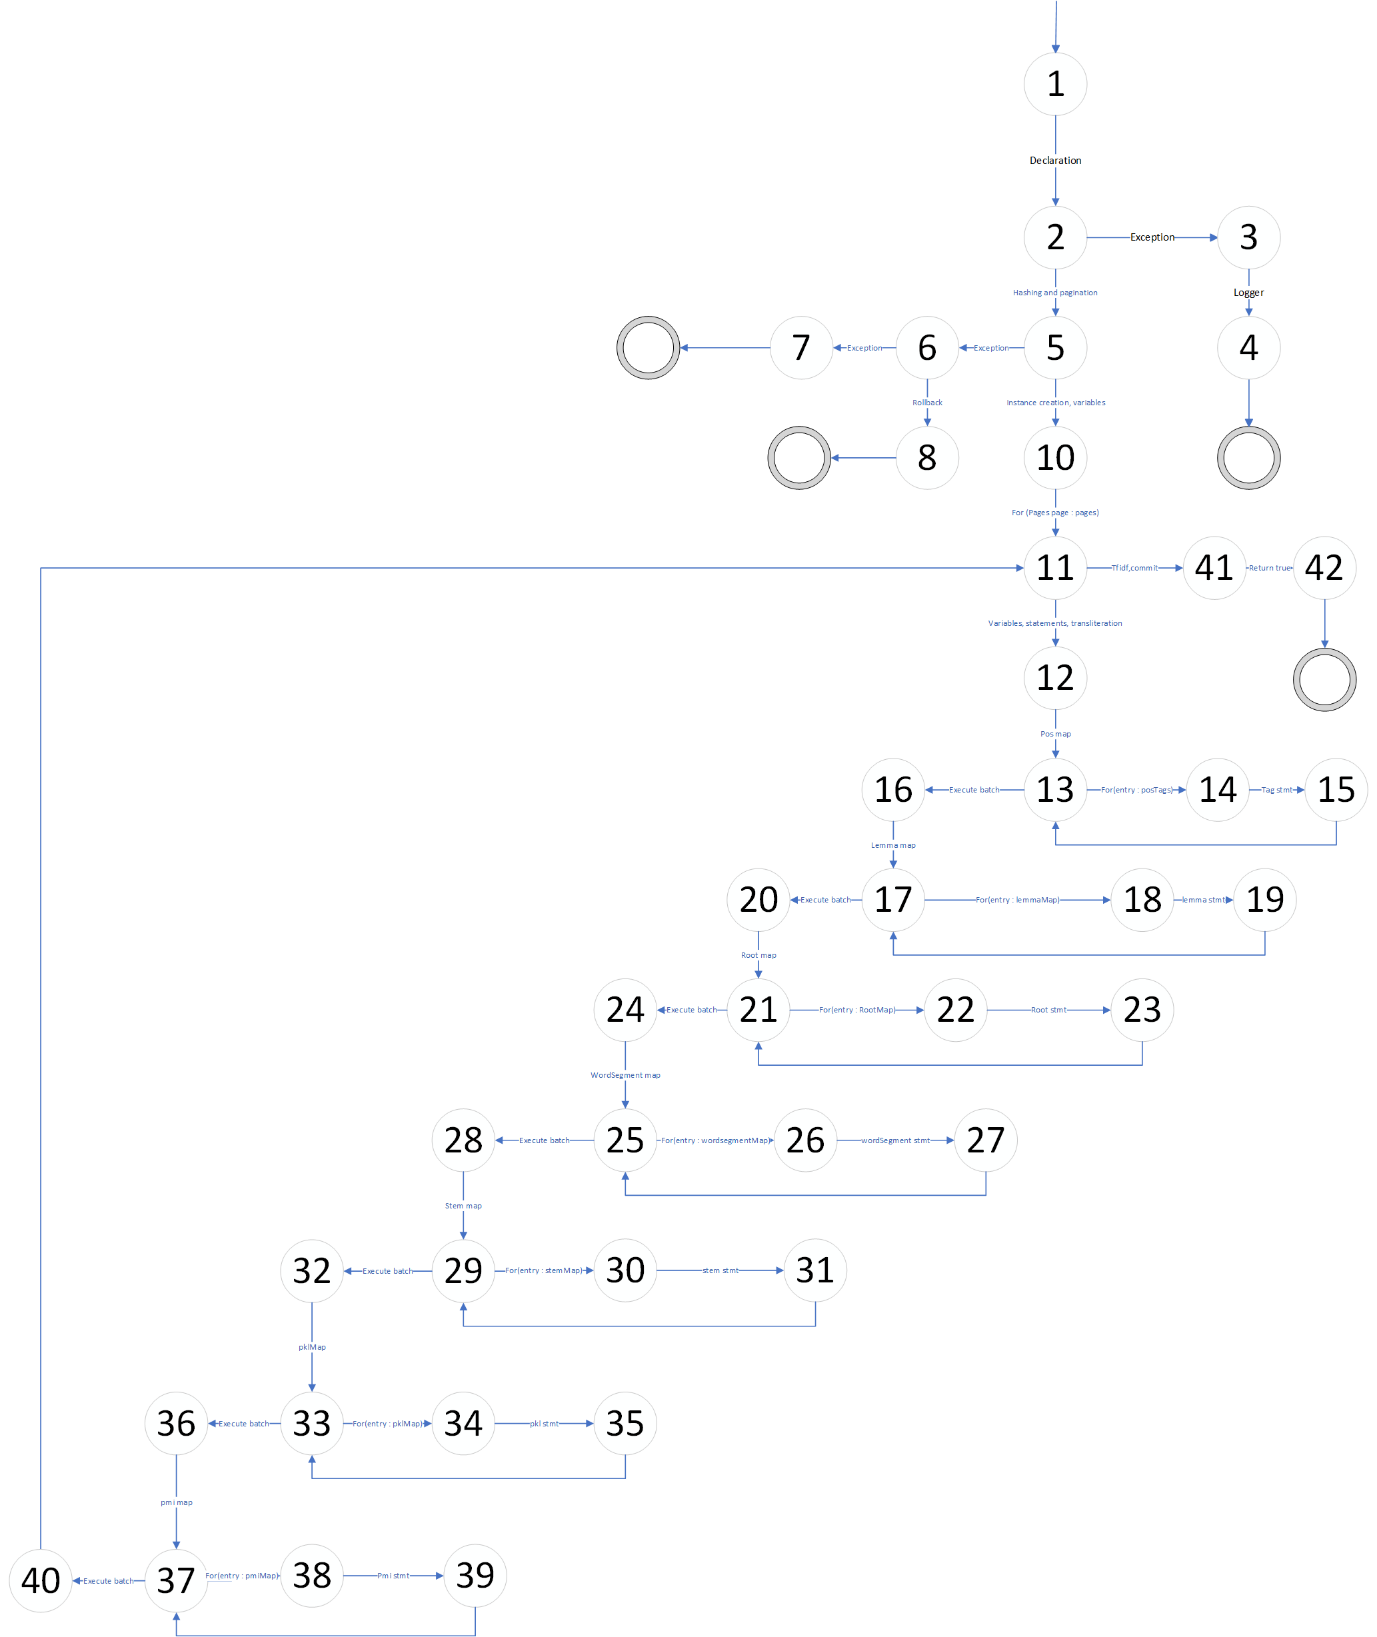 1
Declaration
2
Exception
3
Hashing and pagination
Logger
7
Exception
6
Exception
5
4
Rollback
Instance creation, variables
8
10
For (Pages page : pages)
11
Tfidf,commit
41
Return true
42
Variables, statements, transliteration
12
Pos map
16
Execute batch
13
For(entry : posTags)
14
Tag stmt
15
Lemma map
20
Execute batch
17
For(entry : lemmaMap)
18
lemma stmt
19
Root map
24
Execute batch
21
For(entry : RootMap)
22
Root stmt
23
WordSegment map
28
Execute batch
25
For(entry : wordsegmentMap)
26
wordSegment stmt
27
Stem map
32
Execute batch
29
For(entry : stemMap)
30
stem stmt
31
pklMap
36
Execute batch
33
For(entry : pklMap)
34
pkl stmt
35
pmi map
40
Execute batch
37
For(entry : pmiMap)
38
Pmi stmt
39